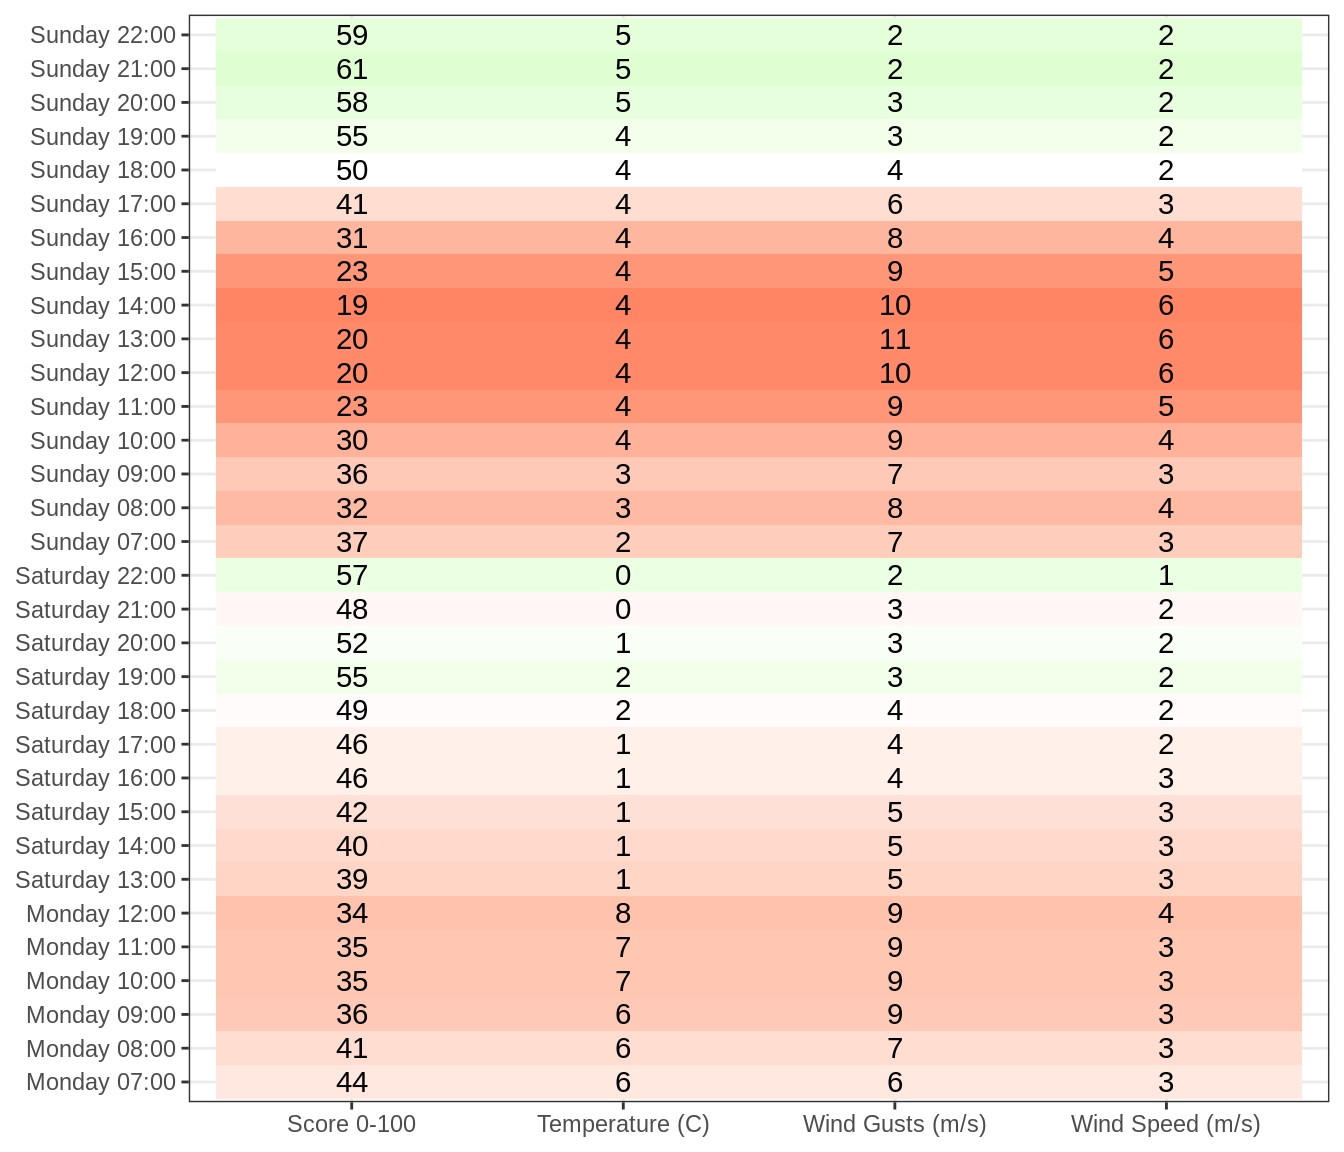 Sunday 22:00 59 5 2 2
Sunday 21:00 61 5 2 2
Sunday 20:00 58 5 3 2
Sunday 19:00 55 4 3 2
Sunday 18:00 50 4 4 2
Sunday 17:00 41 4 6 3
Sunday 16:00 31 4 8 4
Sunday 15:00 23 4 9 5
Sunday 14:00 19 4 10 6
Sunday 13:00 20 4 11 6
Sunday 12:00 20 4 10 6
Sunday 11:00 23 4 9 5
Sunday 10:00 30 4 9 4
Sunday 09:00 36 3 7 3
Sunday 08:00 32 3 8 4
Sunday 07:00 37 2 7 3
Saturday 22:00 57 0 2 1
Saturday 21:00 48 0 3 2
Saturday 20:00 52 1 3 2
Saturday 19:00 55 2 3 2
Saturday 18:00 49 2 4 2
Saturday 17:00 46 1 4 2
Saturday 16:00 46 1 4 3
Saturday 15:00 42 1 5 3
Saturday 14:00 40 1 5 3
Saturday 13:00 39 1 5 3
Monday 12:00 34 8 9 4
Monday 11:00 35 7 9 3
Monday 10:00 35 7 9 3
Monday 09:00 36 6 9 3
Monday 08:00 41 6 7 3
Monday 07:00 44 6 6 3
Score 0-100 Temperature (C) Wind Gusts (m/s) Wind Speed (m/s)